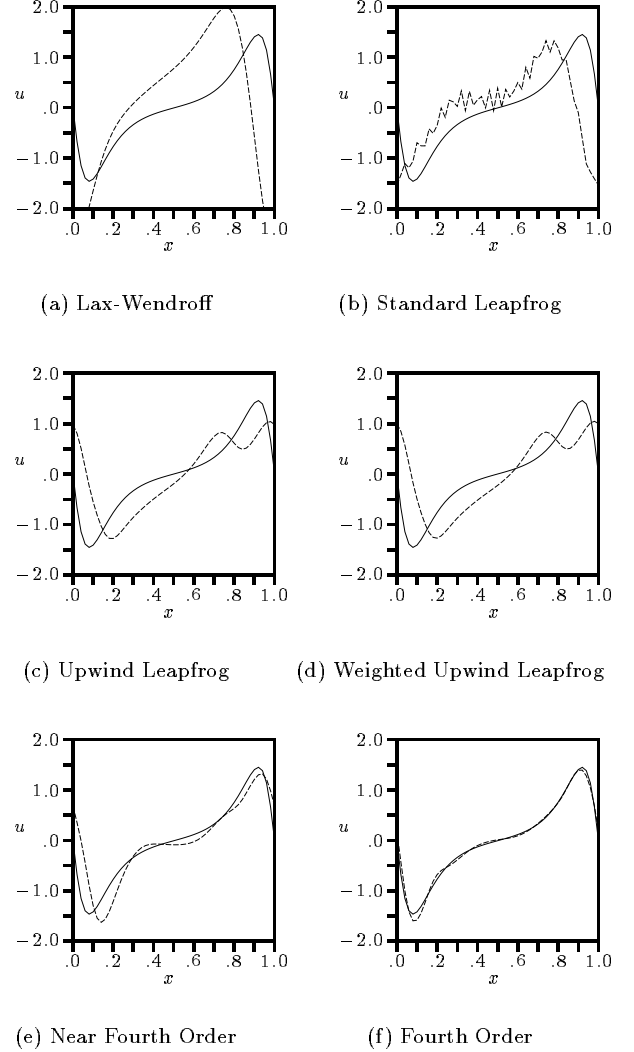 2.0
1.0
u
.0
−1.0
−2.0
.0 .2 .4 .6 .8 1.0
x
(a) Lax-Wendroff
2.0
1.0
u
.0
−1.0
−2.0
.0 .2 .4 .6 .8 1.0
x
(b) Standard Leapfrog
2.0
1.0
u
.0
−1.0
−2.0
.0 .2 .4 .6 .8 1.0
x
(c) Upwind Leapfrog
2.0
1.0
u
.0
−1.0
−2.0
.0 .2 .4 .6 .8 1.0
x
(d) Weighted Upwind Leapfrog
2.0
1.0
u
.0
−1.0
−2.0
.0 .2 .4 .6 .8 1.0
x
(e) Near Fourth Order
2.0
1.0
u
.0
−1.0
−2.0
.0 .2 .4 .6 .8 1.0
x
(f) Fourth Order